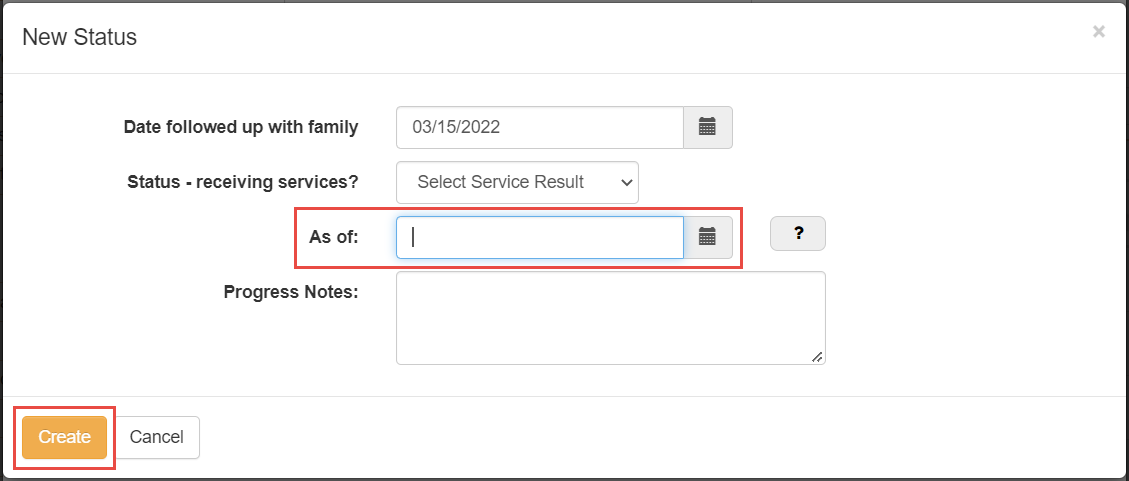 New Status ×
Date followed up with family 03/15/2022
Status - receiving services? Select Service Result
As of: ?
Progress Notes:
Create Cancel